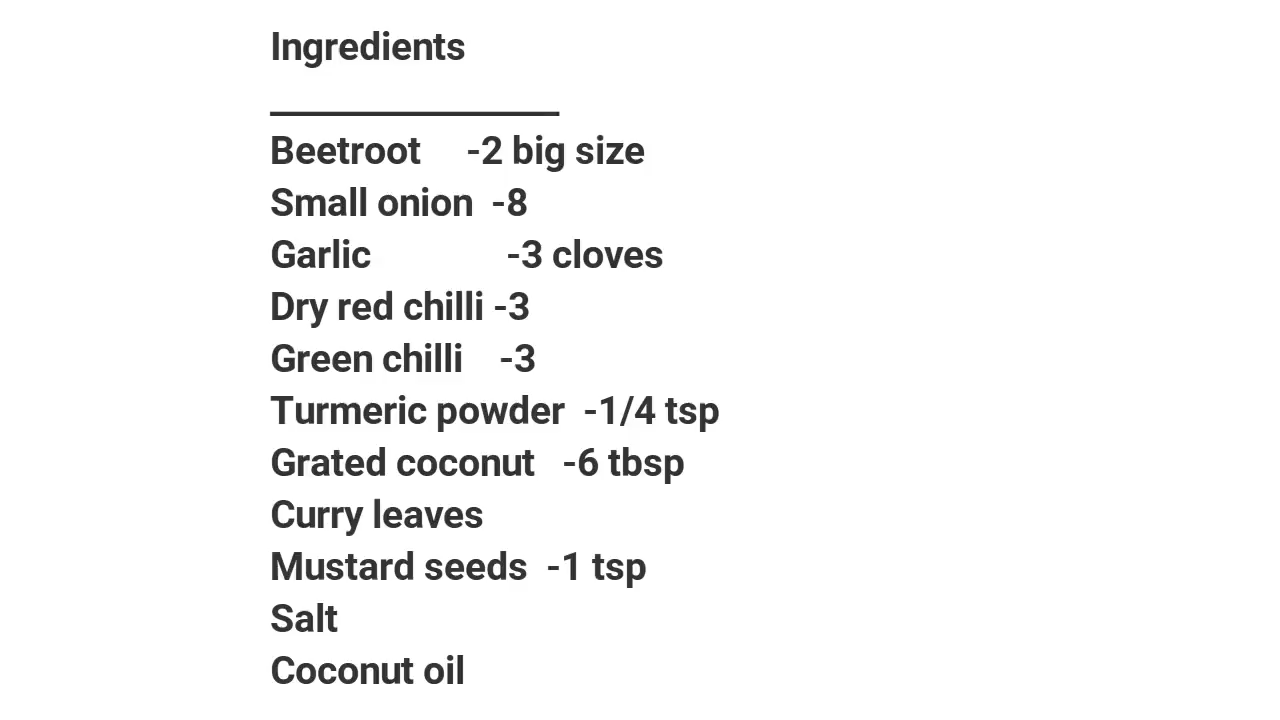 Ingredients
_______________
Beetroot -2 big size
Small onion -8
Garlic -3 cloves
Dry red chilli -3
Green chilli -3
Turmeric powder -1/4 tsp
Grated coconut -6 tbsp
Curry leaves
Mustard seeds -1 tsp
Salt
Coconut oil